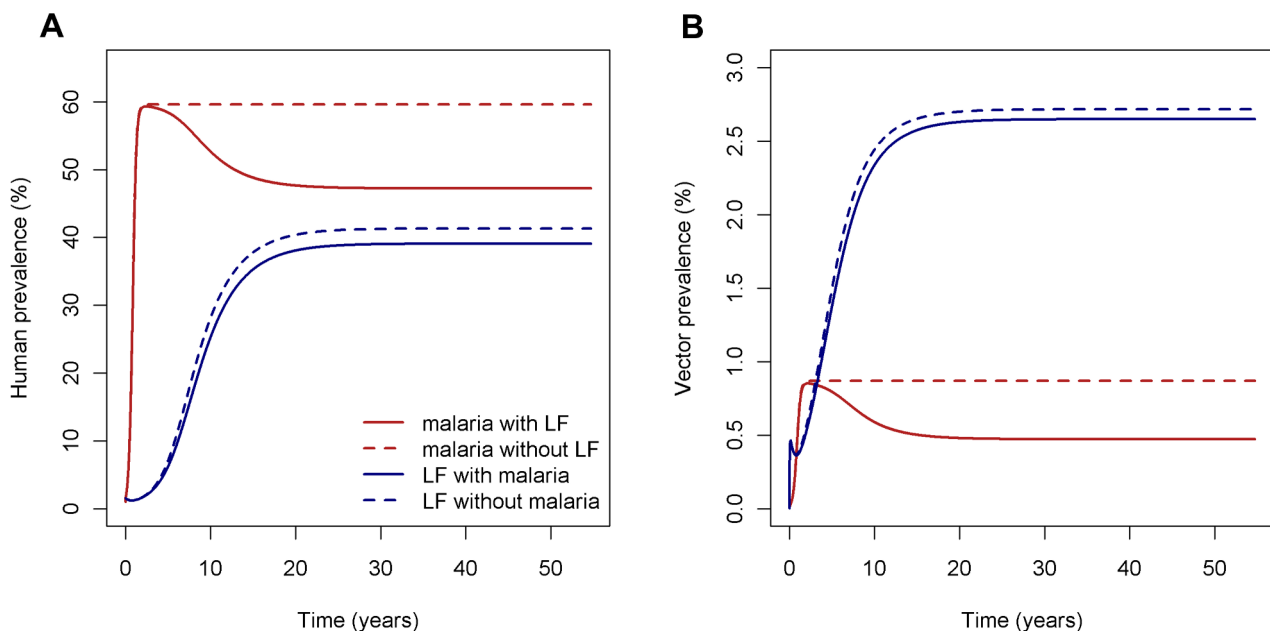 A
Human prevalence (%)
60
50
40
30
20
10
0
malaria with LF
malaria without LF
LF with malaria
LF without malaria
0 10 20 30 40 50
Time (years)
B
Vector prevalence (%)
3.0
2.5
2.0
1.5
1.0
0.5
0.0
0 10 20 30 40 50
Time (years)